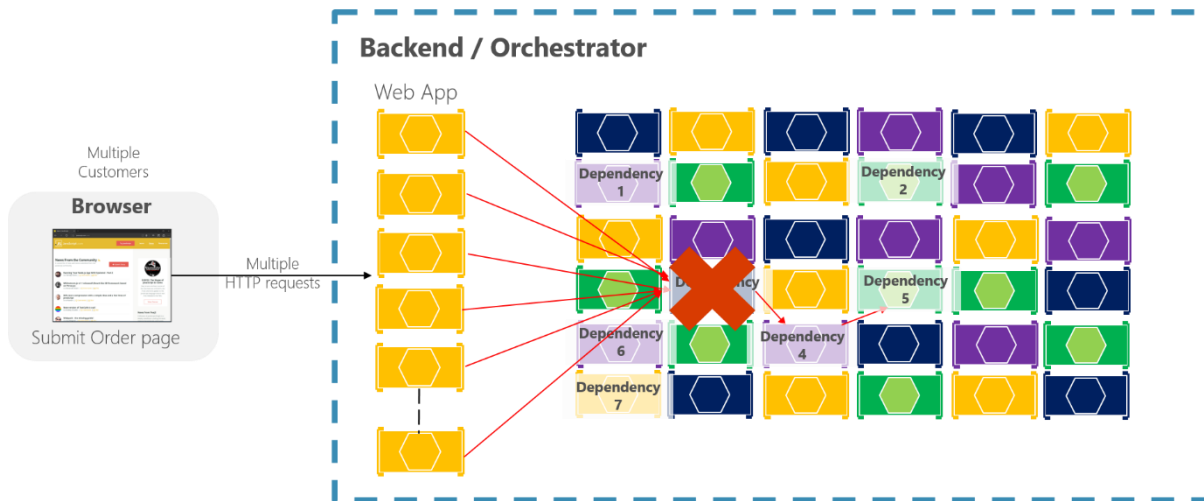 Backend / Orchestrator
Web App
Multiple
Customers
Browser
Submit Order page
Multiple
HTTP requests
Dependency
1
Dependency
2
Dependency
5
Dependency
6
Dependency
4
Dependency
7